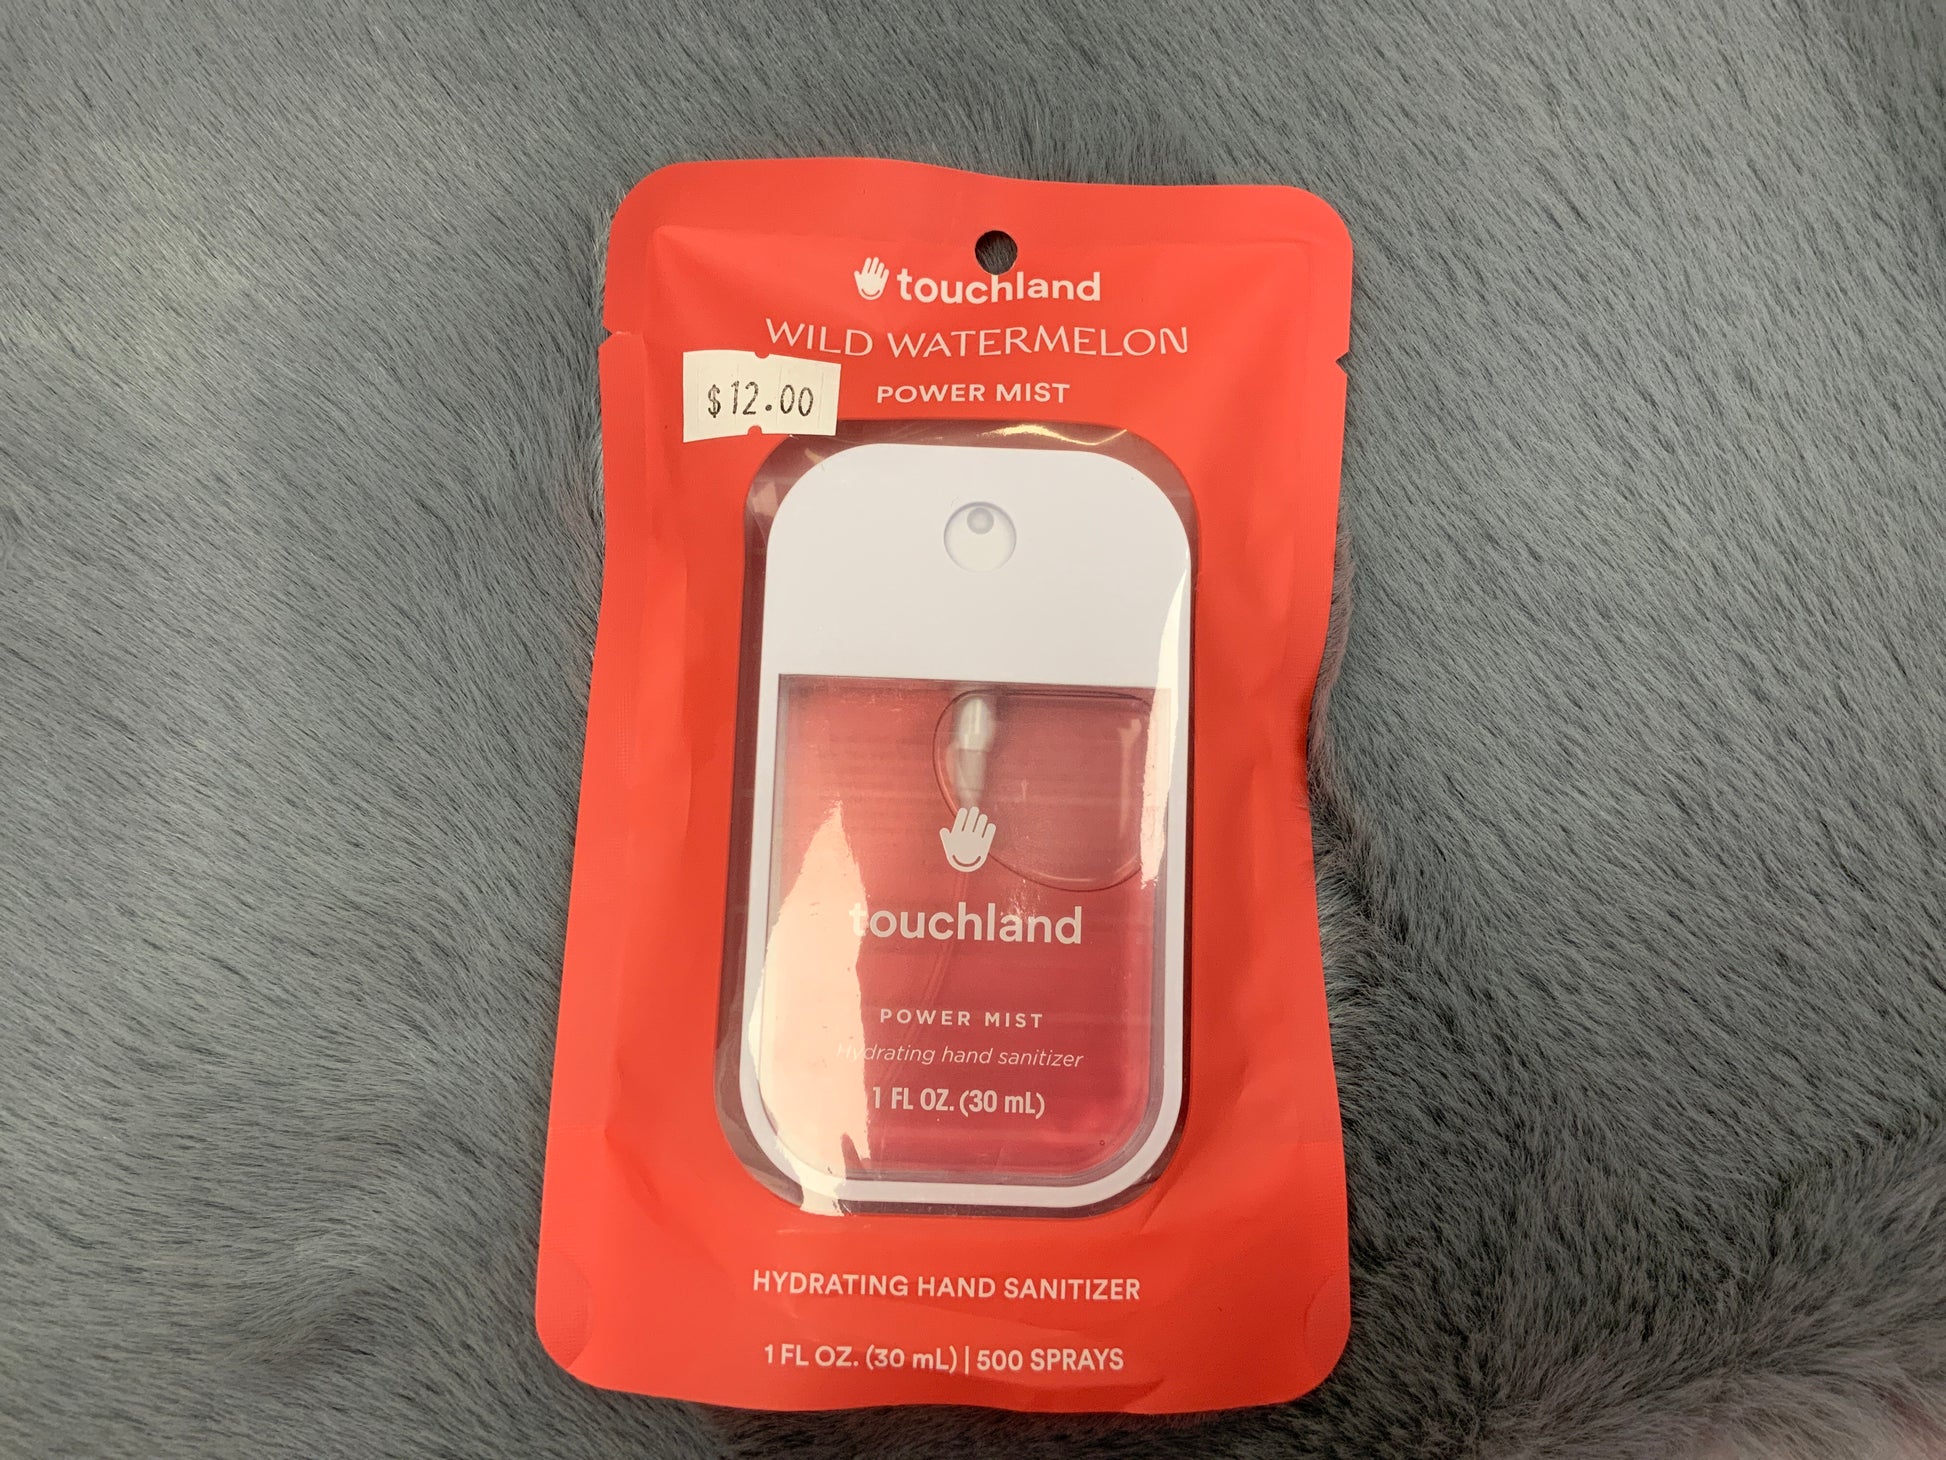 touchland
WILD WATERMELON
$12.00
POWER MIST
touchland
POWER MIST
Hydrating hand sanitizer
1 FL OZ. (30 mL)
HYDRATING HAND SANITIZER
1 FL OZ. (30 mL) | 500 SPRAYS